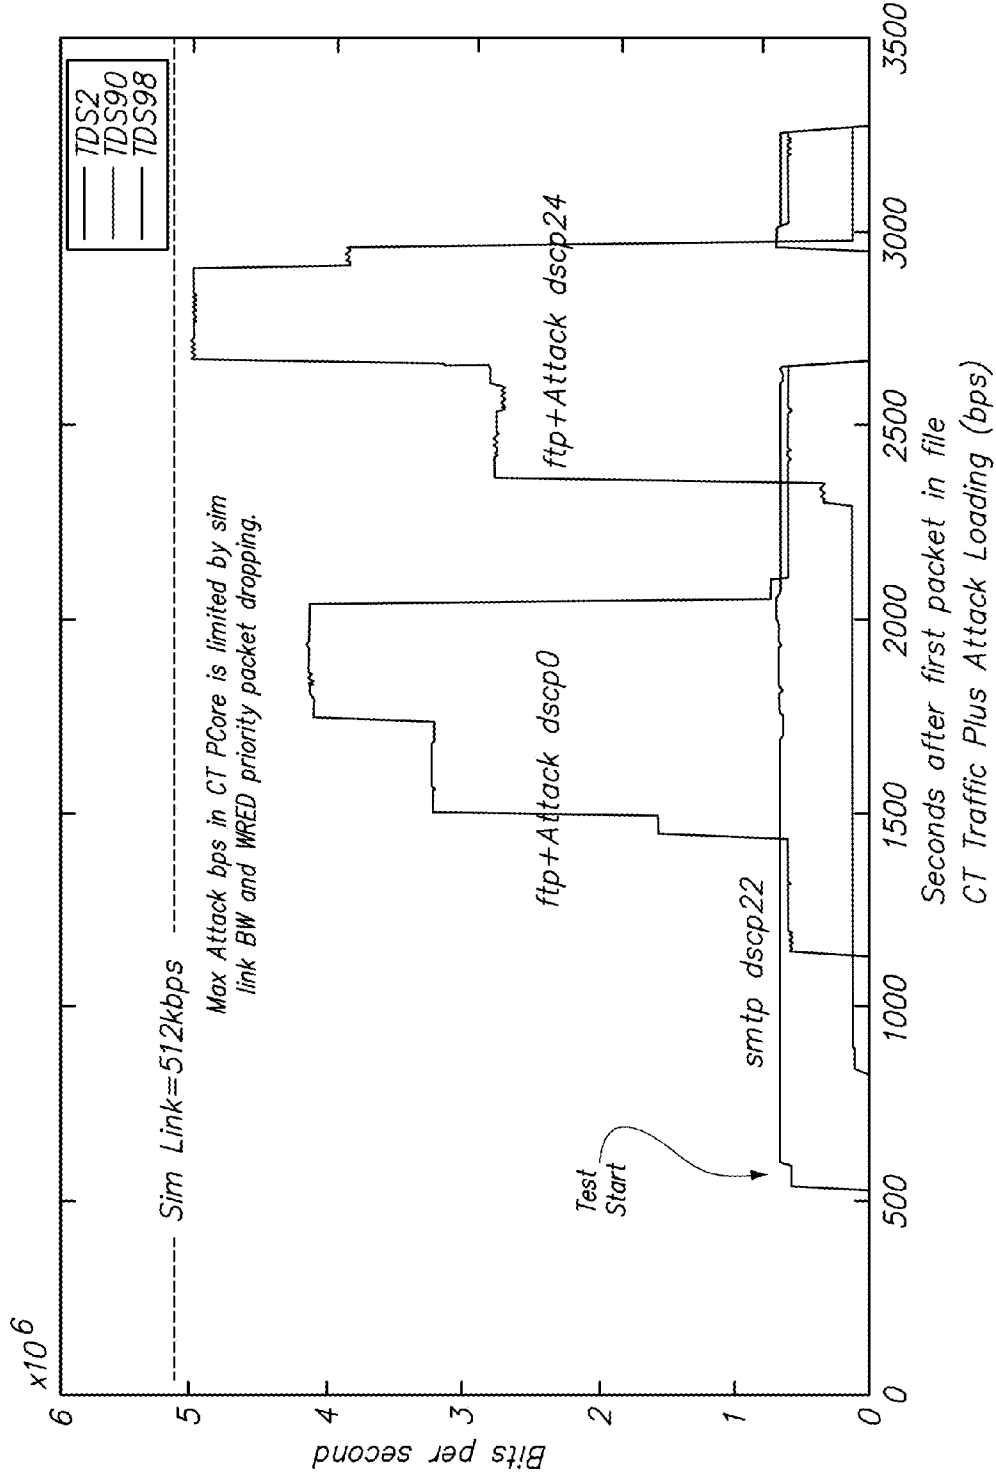 x10^6
6
5
4
3
2
1
0
Bits per second
Sim Link=512kbps
TDS2
TDS90
TDS98
Max Attack bps in CT PCore is limited by sim
link BW and WRED priority packet dropping.
Test
Start
smtp dscp22
ftp+Attack dscp0
ftp+Attack dscp24
0
500
1000
1500
2000
2500
3000
3500
Seconds after first packet in file
CT Traffic Plus Attack Loading (bps)